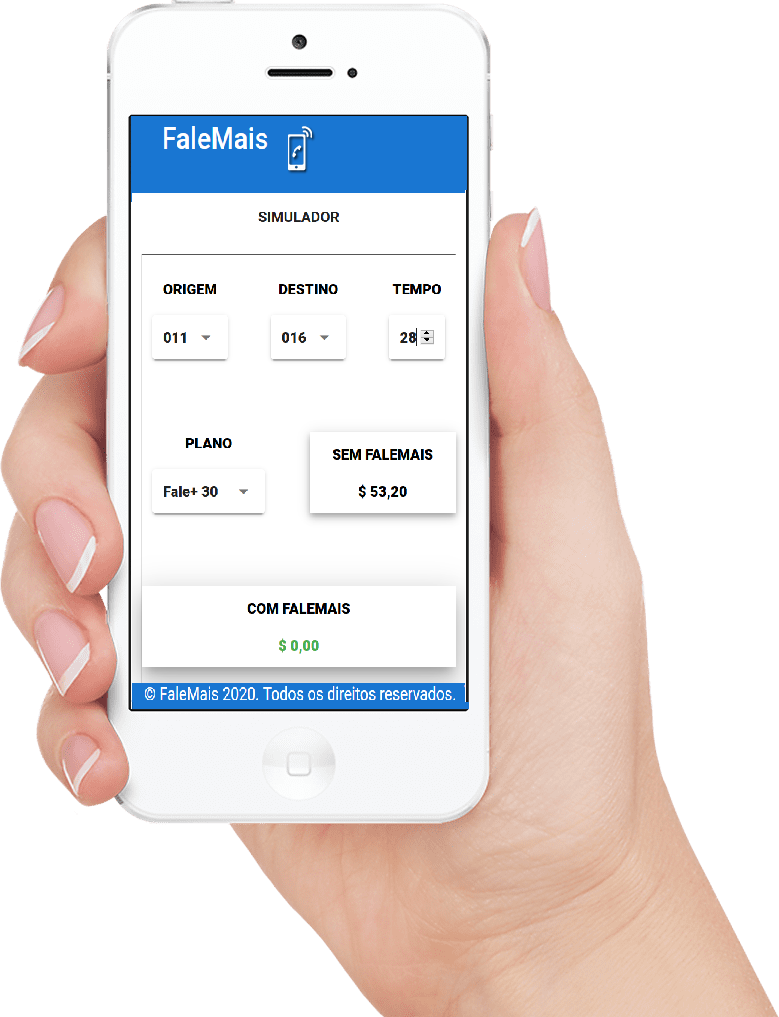 FaleMais
SIMULADOR
ORIGEM DESTINO TEMPO
011 016 28
PLANO
Fale+ 30
SEM FALEMAIS
$ 53,20
COM FALEMAIS
$ 0,00
© FaleMais 2020. Todos os direitos reservados.